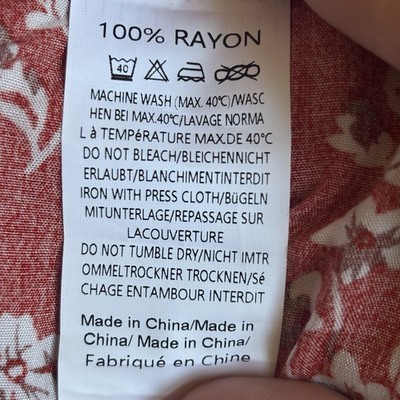 100% RAYON
40
MACHINE WASH (MAX. 40℃)/WASC
HEN BEI MAX.40℃/LAVAGE NORMA
L à TEMPéRATURE MAX.DE 40℃
DO NOT BLEACH/BLEICHENNICHT
ERLAUBT/BLANCHIMENTINTERDIT
IRON WITH PRESS CLOTH/BüGELN
MITUNTERLAGE/REPASSAGE SUR
LACOUVERTURE
DO NOT TUMBLE DRY/NICHT IMTR
OMMELTROCKNER TROCKNEN/Sé
CHAGE ENTAMBOUR INTERDIT
Made in China/Made in
China/ Made in China/
Fabriqué en Chine